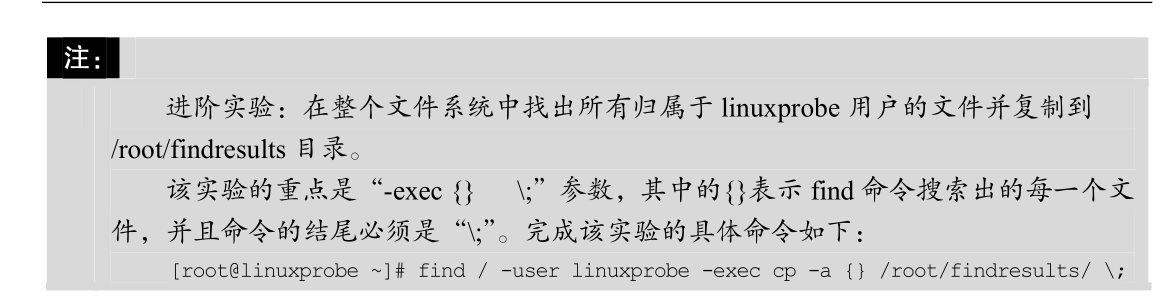 注:
进阶实验:在整个文件系统中找出所有归属于 linuxprobe 用户的文件并复制到
/root/findresults 目录。
该实验的重点是“-exec {} \;”参数,其中的{}表示 find 命令搜索出的每一个文
件,并且命令的结尾必须是“\;”。完成该实验的具体命令如下:
[root@linuxprobe ~]# find / -user linuxprobe -exec cp -a {} /root/findresults/ \;